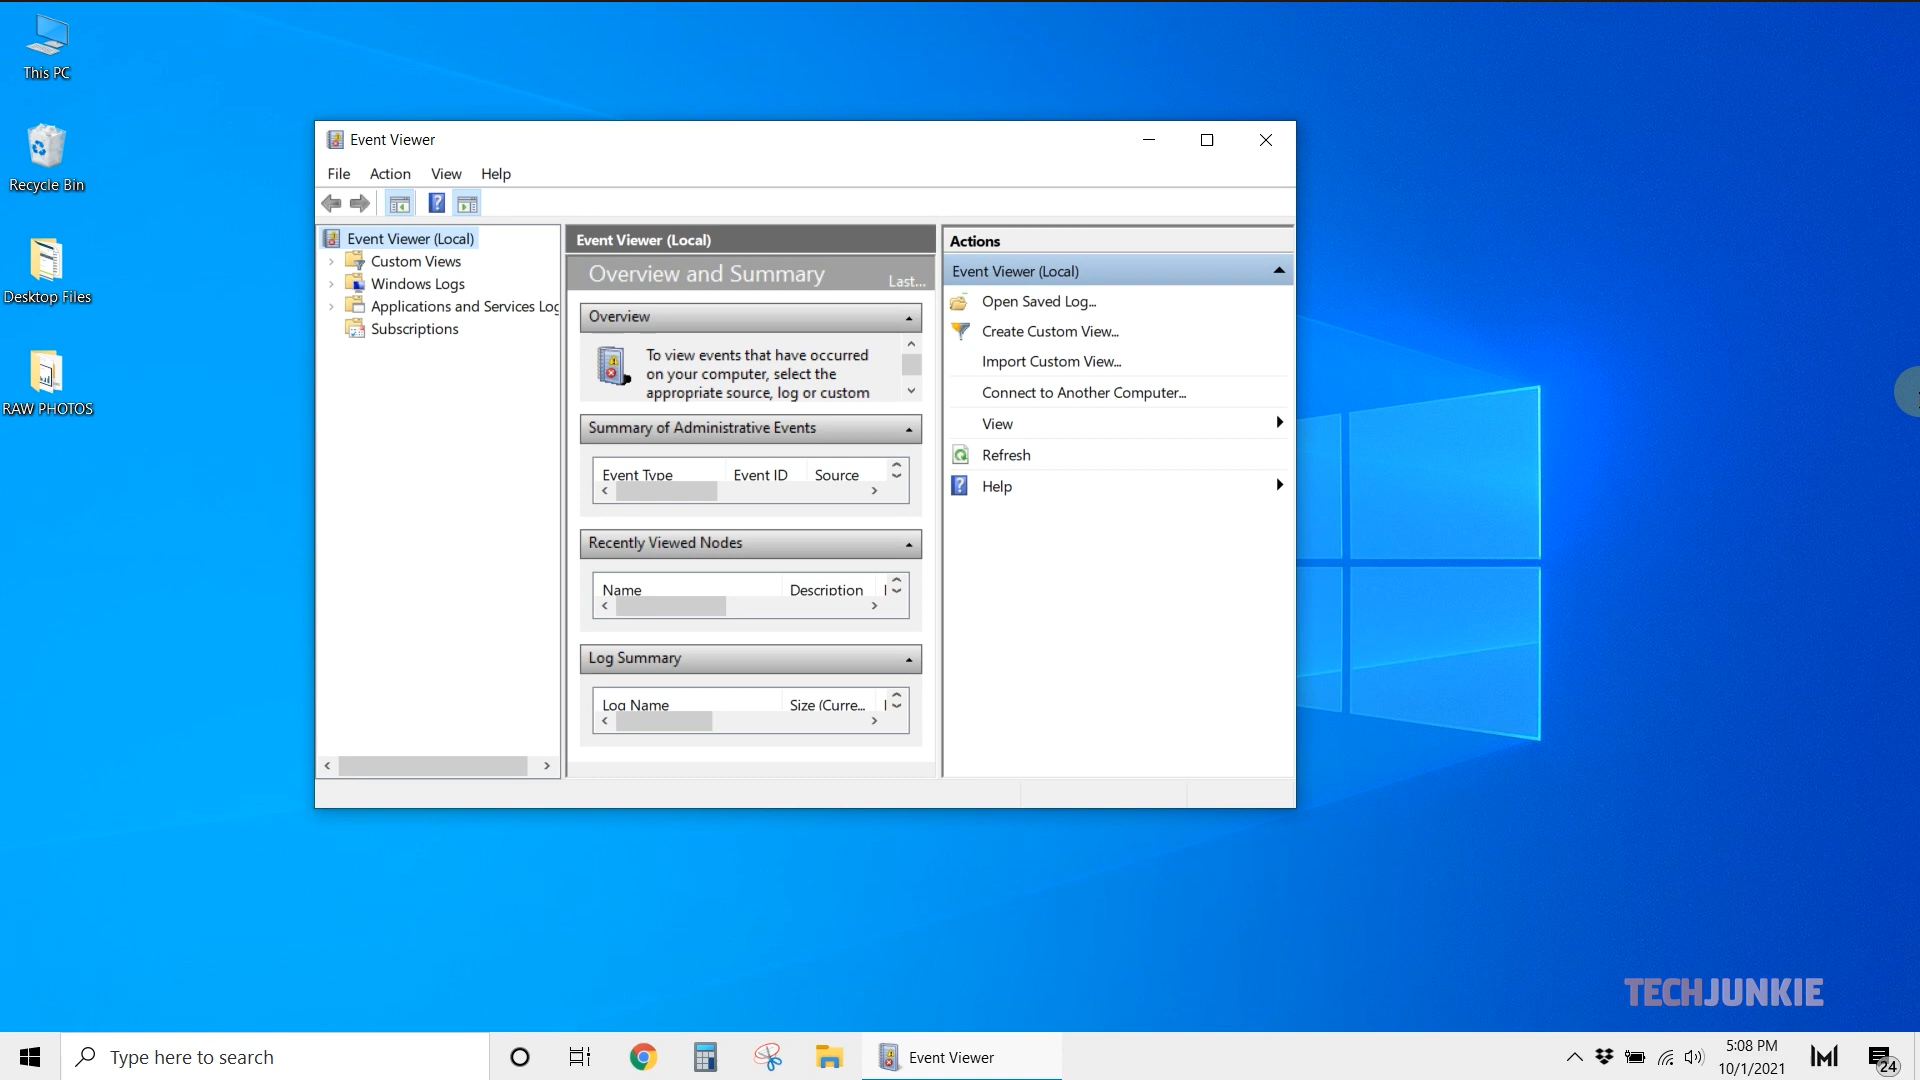 This PC
Recycle Bin
Desktop Files
RAW PHOTOS
Event Viewer
File Action View Help
Event Viewer (Local)
Custom Views
Windows Logs
Applications and Services Log
Subscriptions
Event Viewer (Local)
Overview and Summary
Last...
Overview
To view events that have occurred
on your computer, select the
appropriate source, log or custom
Summary of Administrative Events
Event Type Event ID Source
Recently Viewed Nodes
Name Description
Log Summary
Log Name Size (Curre...
Actions
Event Viewer (Local)
Open Saved Log...
Create Custom View...
Import Custom View...
Connect to Another Computer...
View
Refresh
Help
TECHJUNKIE
Type here to search
Event Viewer
5:08 PM
10/1/2021
24